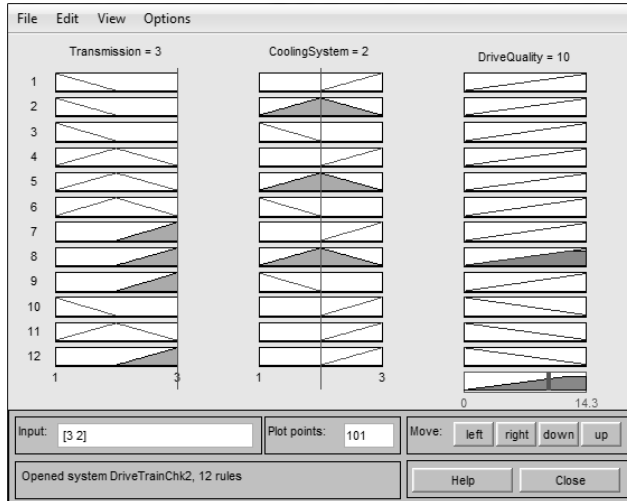 File Edit View Options
Transmission = 3 CoolingSystem = 2 DriveQuality = 10
1
2
3
4
5
6
7
8
9
10
11
12
1 3 1 3
0 14.3
Input: [3 2] Plot points: 101 Move: left right down up
Opened system DriveTrainChk2, 12 rules Help Close